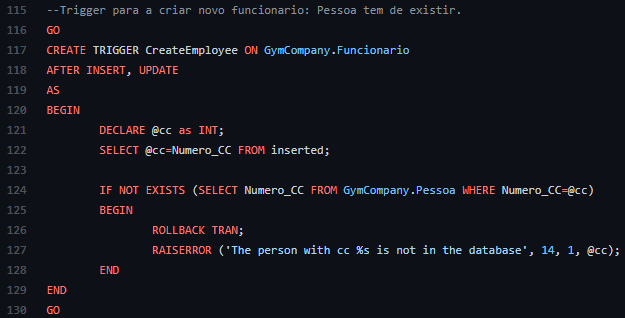 115 --Trigger para a criar novo funcionario: Pessoa tem de existir.
116 GO
117 CREATE TRIGGER CreateEmployee ON GymCompany.Funcionario
118 AFTER INSERT, UPDATE
119 AS
120 BEGIN
121 DECLARE @cc as INT;
122 SELECT @cc=Numero_CC FROM inserted;
123
124 IF NOT EXISTS (SELECT Numero_CC FROM GymCompany.Pessoa WHERE Numero_CC=@cc)
125 BEGIN
126 ROLLBACK TRAN;
127 RAISERROR ('The person with cc %s is not in the database', 14, 1, @cc);
128 END
129 END
130 GO